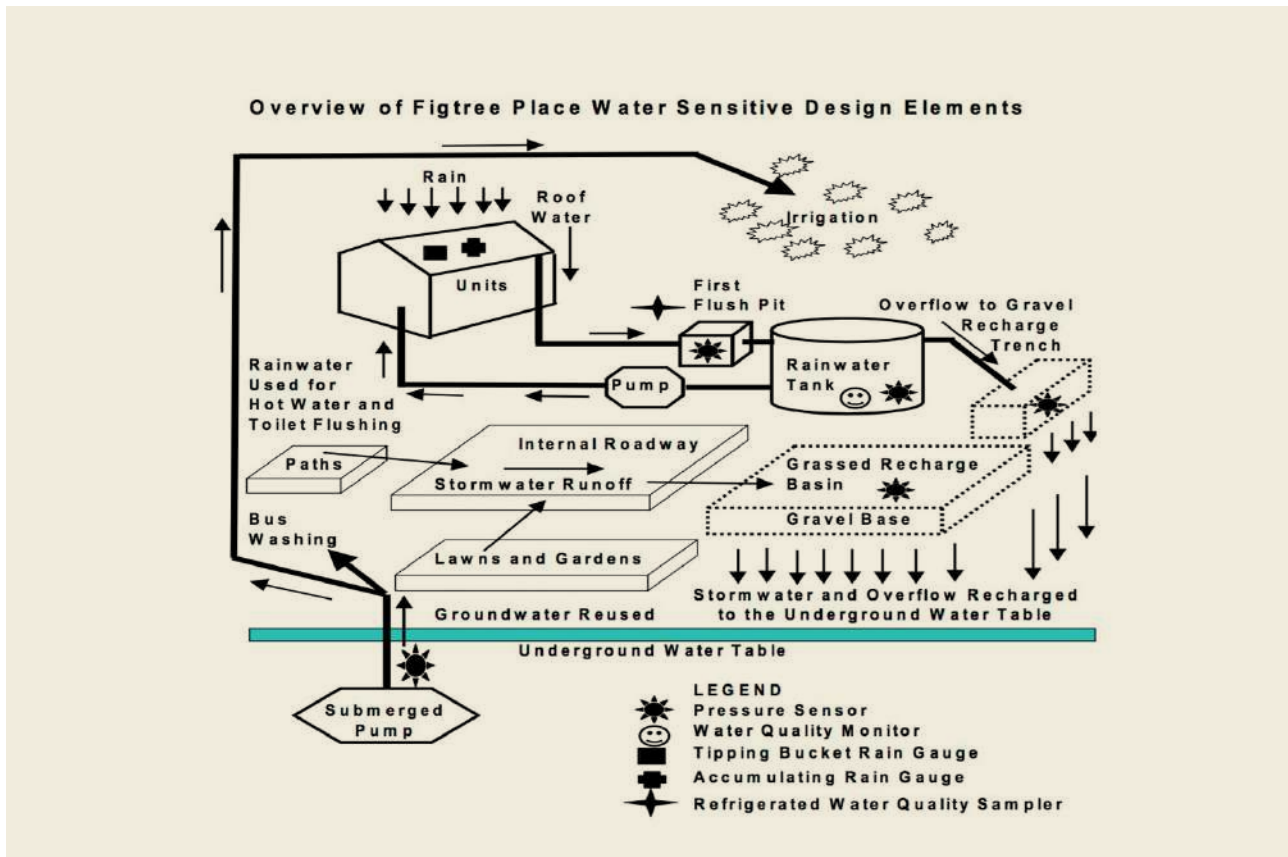 Overview of Figtree Place Water Sensitive Design Elements
Rain
Roof
Water
Irrigation
Units
First
Flush Pit
Overflow to Gravel
Recharge
Trench
Rainwater
Tank
Pump
Rainwater
Used for
Hot Water and
Toilet Flushing
Internal Roadway
Paths
Stormwater Runoff
Grassed Recharge
Basin
Gravel Base
Bus
Washing
Lawns and Gardens
Stormwater and Overflow Recharged
to the Underground Water Table
Groundwater Reused
Underground Water Table
Submerged
Pump
LEGEND
Pressure Sensor
Water Quality Monitor
Tipping Bucket Rain Gauge
Accumulating Rain Gauge
Refrigerated Water Quality Sampler